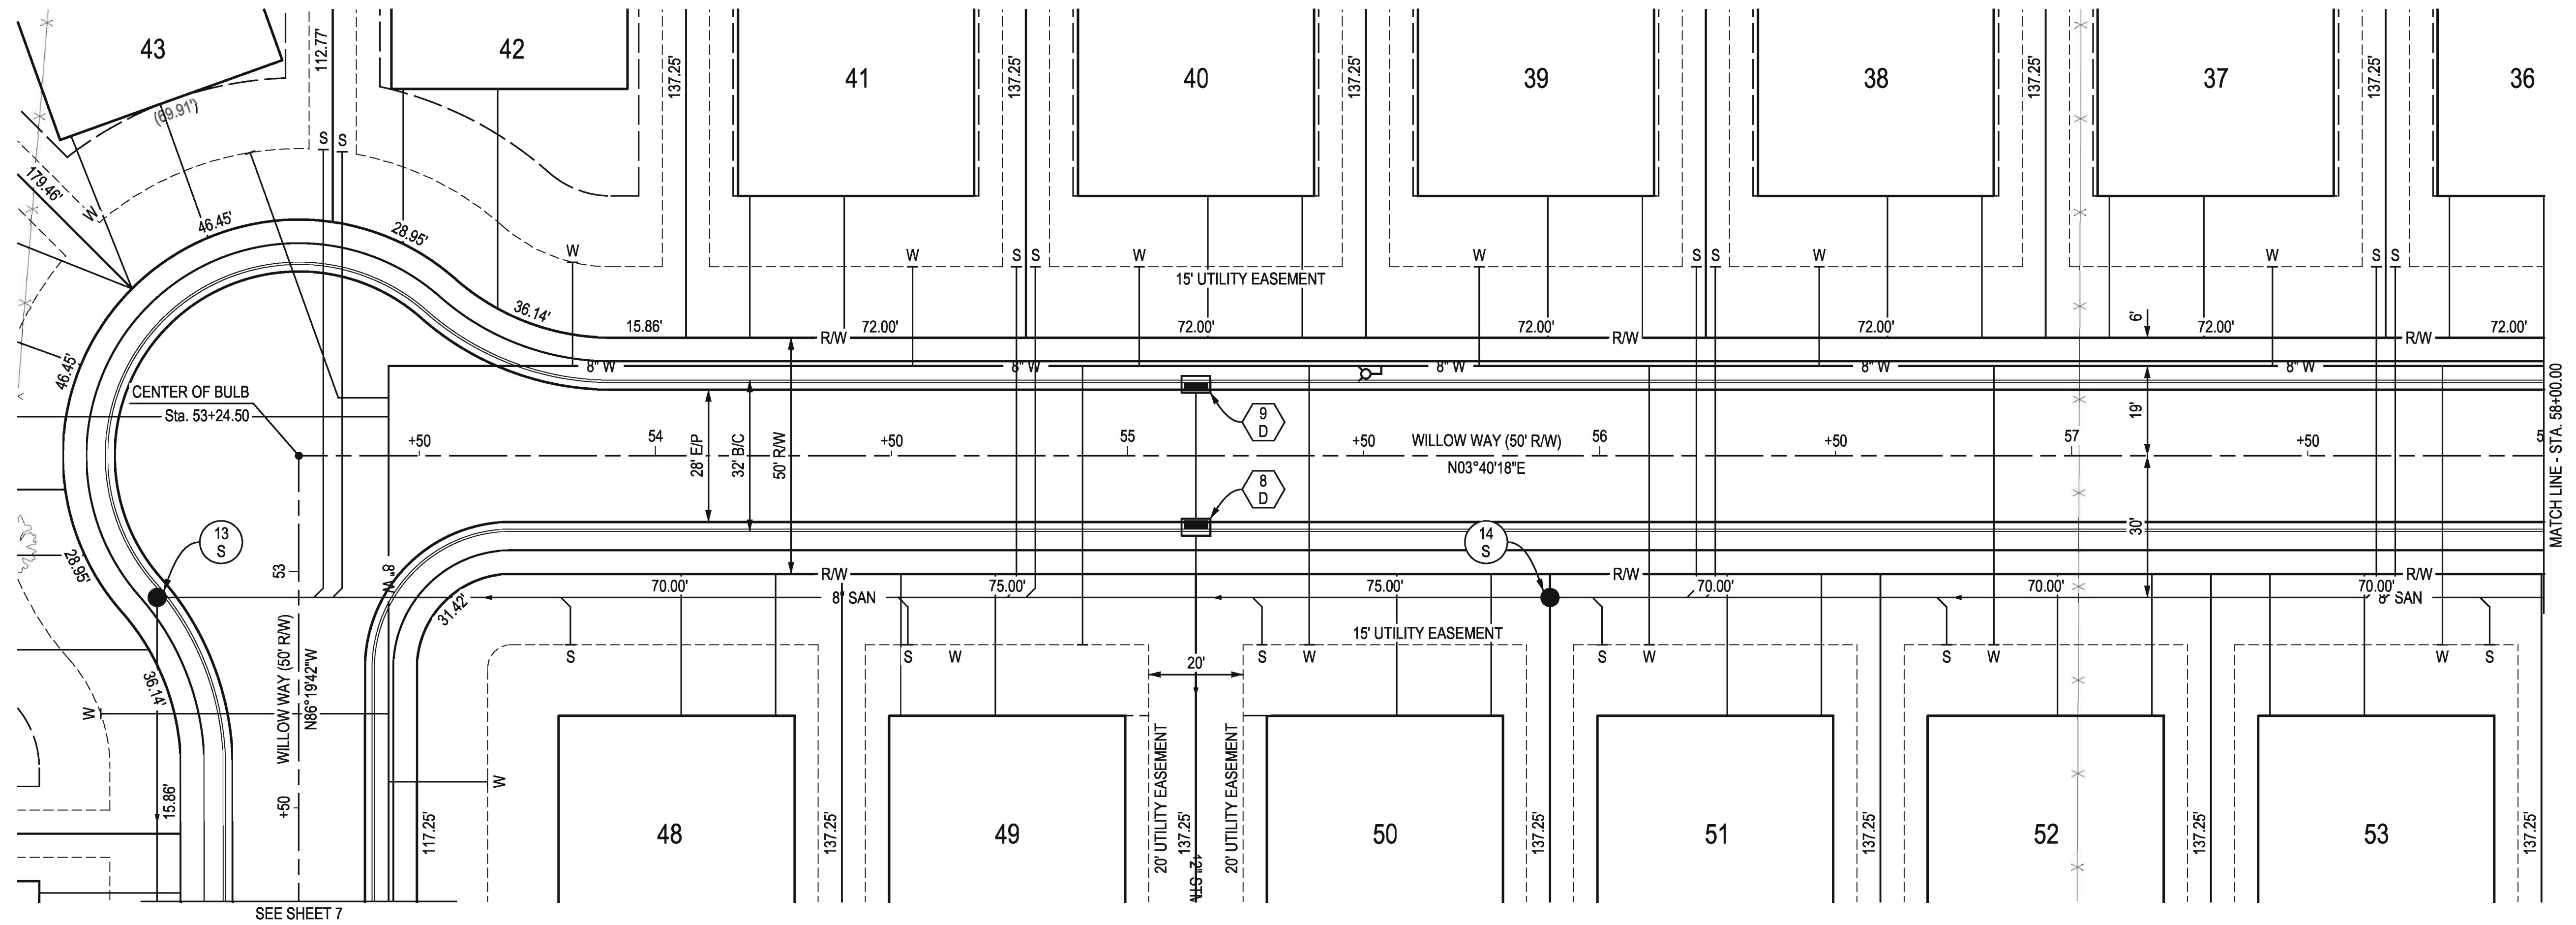 43
42
41
40
39
38
37
36
112.77'
137.25'
137.25'
137.25'
137.25'
137.25'
(69.91')
S S
179.46'
W
46.45'
28.95'
W
W
S S
W
W
S S
W
W
S S
15' UTILITY EASEMENT
36.14'
15.86'
R/W
72.00'
72.00'
72.00'
R/W
72.00'
72.00'
R/W
72.00'
6'
8" W
8" W
8" W
8" W
8" W
46.45'
CENTER OF BULB
Sta. 53+24.50
9
D
19'
+50
54
+50
55
+50
WILLOW WAY (50' R/W)
56
+50
57
+50
N03°40'18"E
28' E/P
32' B/C
50' R/W
MATCH LINE - STA. 58+00.00
8
D
30'
13
S
14
S
28.95'
53
8" W
31.42'
R/W
70.00'
75.00'
75.00'
R/W
70.00'
70.00'
70.00'
R/W
8" SAN
8" SAN
15' UTILITY EASEMENT
S
S
W
20'
S
W
S
W
S
W
W
S
36.14'
W
WILLOW WAY (50' R/W)
N86°19'42"W
W
15.86'
+50
117.25'
48
137.25'
49
20' UTILITY EASEMENT
137.25'
20' UTILITY EASEMENT
50
137.25'
51
137.25'
52
137.25'
53
137.25'
SEE SHEET 7